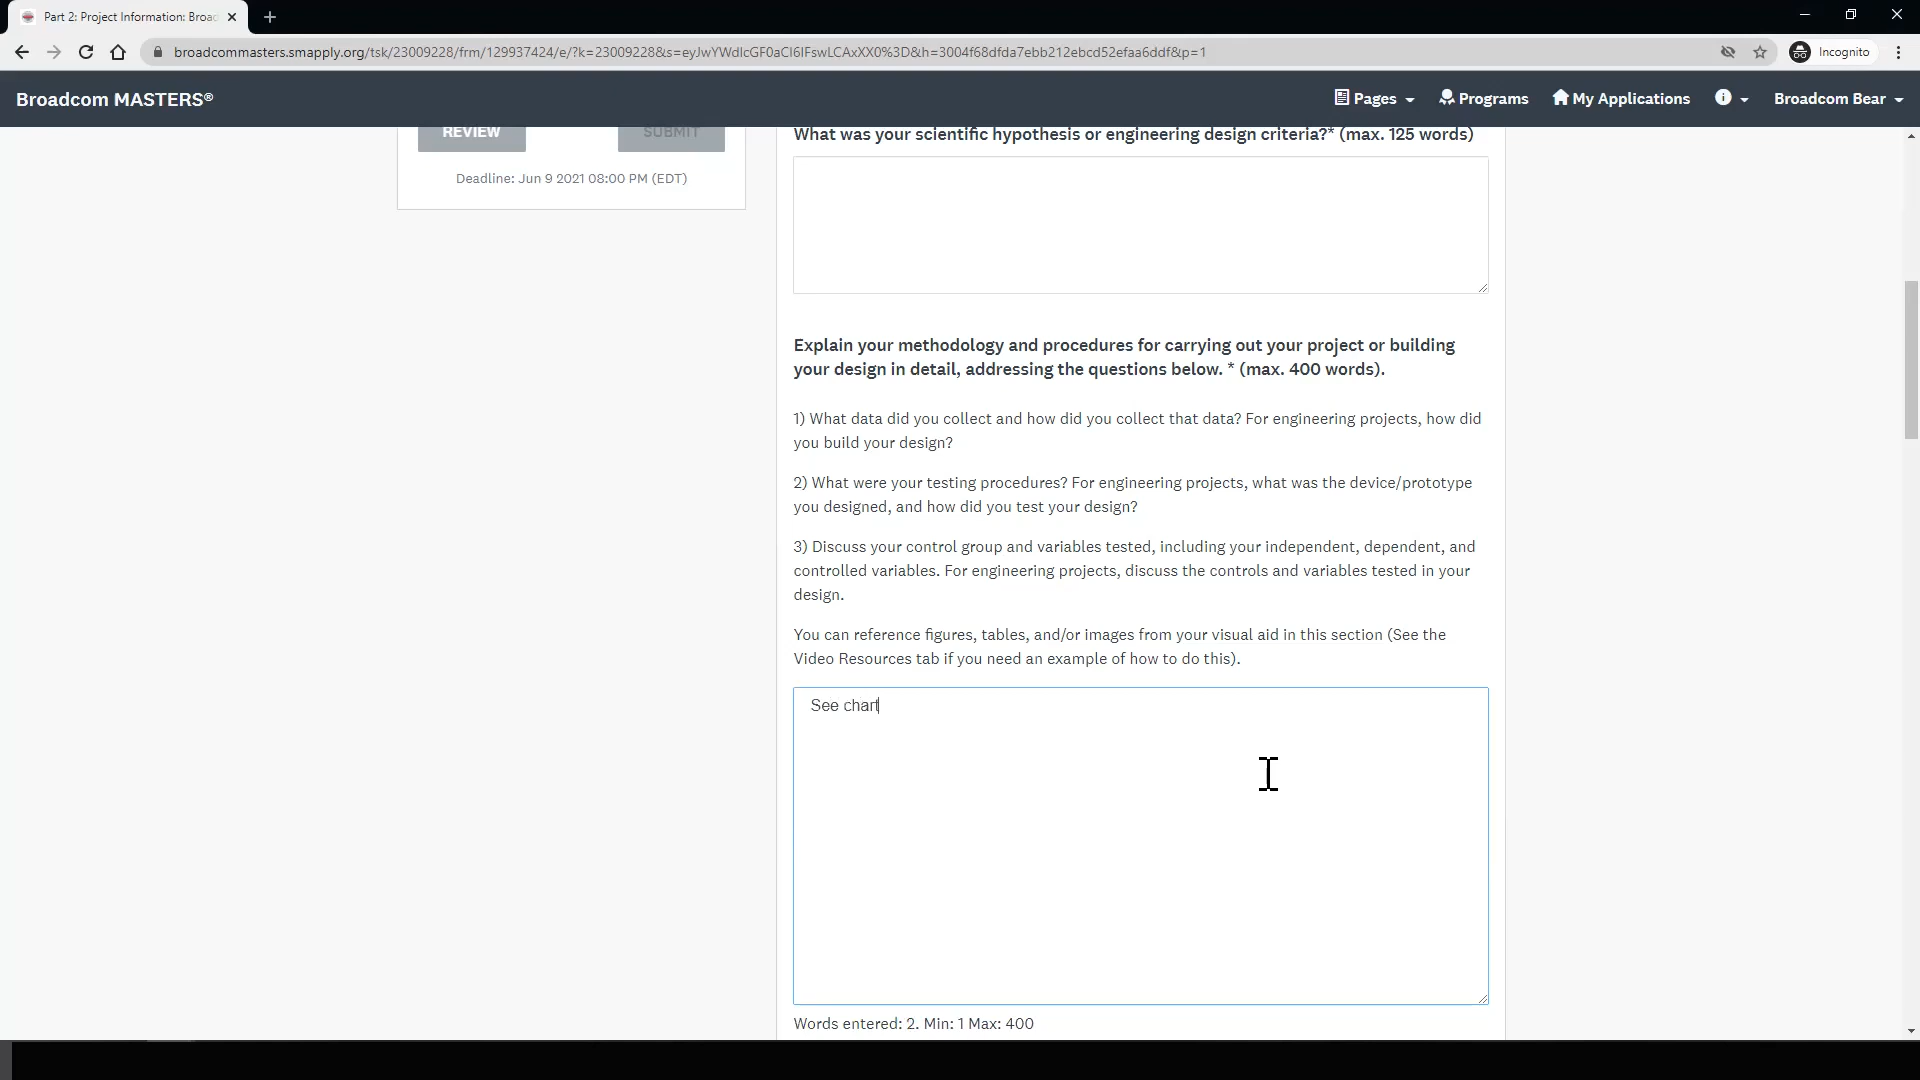 Part 2: Project Information: Broad
broadcommasters.smapply.org/tsk/23009228/frm/129937424/e/?k=23009228&s=eyJwYWdlcGF0aCI6IFswLCAxXX0%3D&h=3004f68dfda7ebb212ebcd52efaa6ddf&p=1
Incognito
Broadcom MASTERS®
Pages
Programs
My Applications
Broadcom Bear
REVIEW
SUBMIT
Deadline: Jun 9 2021 08:00 PM (EDT)
What was your scientific hypothesis or engineering design criteria?* (max. 125 words)
Explain your methodology and procedures for carrying out your project or building
your design in detail, addressing the questions below. * (max. 400 words).
1) What data did you collect and how did you collect that data? For engineering projects, how did
you build your design?
2) What were your testing procedures? For engineering projects, what was the device/prototype
you designed, and how did you test your design?
3) Discuss your control group and variables tested, including your independent, dependent, and
controlled variables. For engineering projects, discuss the controls and variables tested in your
design.
You can reference figures, tables, and/or images from your visual aid in this section (See the
Video Resources tab if you need an example of how to do this).
See chart
Words entered: 2. Min: 1 Max: 400